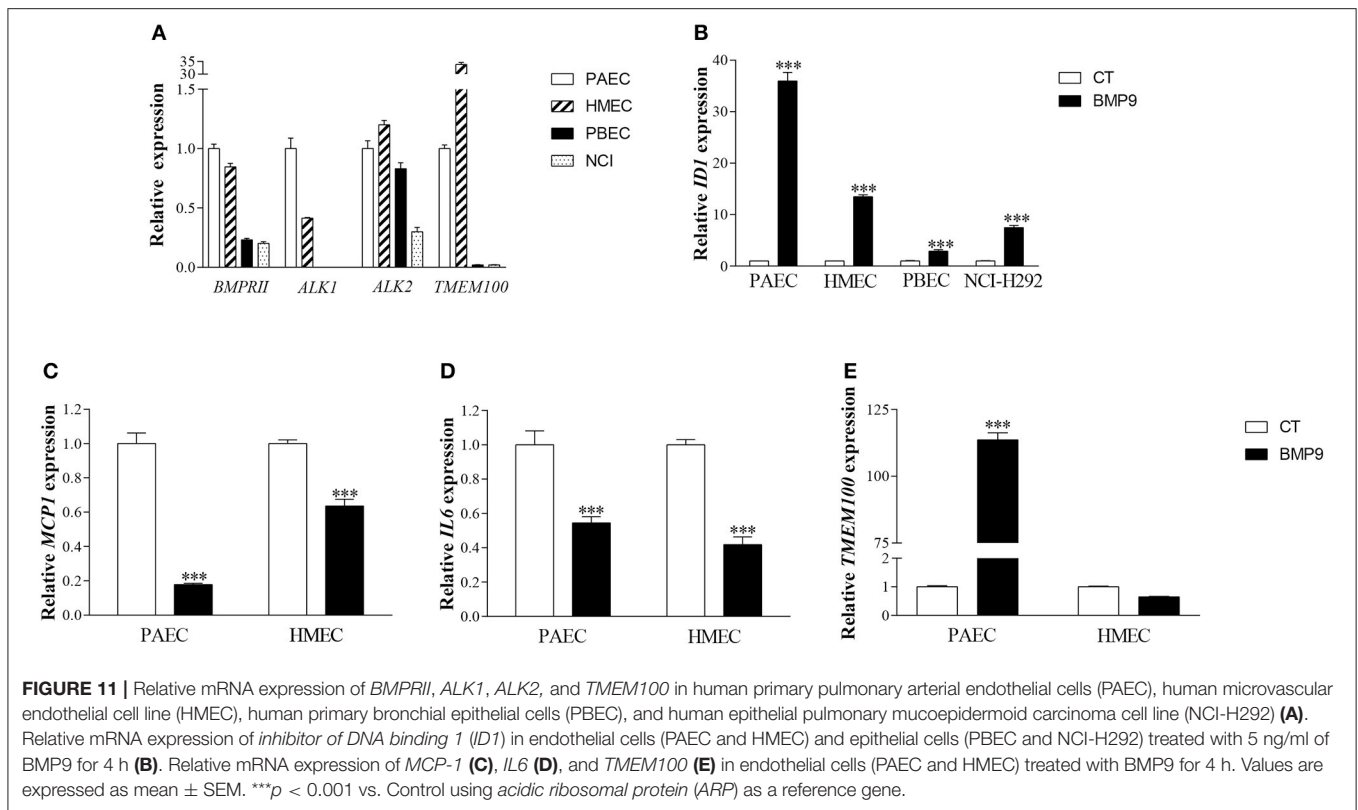 A
Relative expression
35
30
1.5
1.0
0.5
0.0
BMPRII ALK1 ALK2 TMEM100
PAEC
HMEC
PBEC
NCI
B
Relative ID1 expression
40
30
20
10
0
***
***
***
***
PAEC HMEC PBEC NCI-H292
CT
BMP9
C
Relative MCP1 expression
1.2
1.0
0.8
0.6
0.4
0.2
0.0
***
***
PAEC HMEC
D
Relative IL6 expression
1.2
1.0
0.8
0.6
0.4
0.2
0.0
***
***
PAEC HMEC
E
Relative TMEM100 expression
125
100
75
2
1
0
***
PAEC HMEC
CT
BMP9
FIGURE 11 | Relative mRNA expression of BMPRII, ALK1, ALK2, and TMEM100 in human primary pulmonary arterial endothelial cells (PAEC), human microvascular
endothelial cell line (HMEC), human primary bronchial epithelial cells (PBEC), and human epithelial pulmonary mucoepidermoid carcinoma cell line (NCI-H292) (A).
Relative mRNA expression of inhibitor of DNA binding 1 (ID1) in endothelial cells (PAEC and HMEC) and epithelial cells (PBEC and NCI-H292) treated with 5 ng/ml of
BMP9 for 4 h (B). Relative mRNA expression of MCP-1 (C), IL6 (D), and TMEM100 (E) in endothelial cells (PAEC and HMEC) treated with BMP9 for 4 h. Values are
expressed as mean ± SEM. ***p < 0.001 vs. Control using acidic ribosomal protein (ARP) as a reference gene.